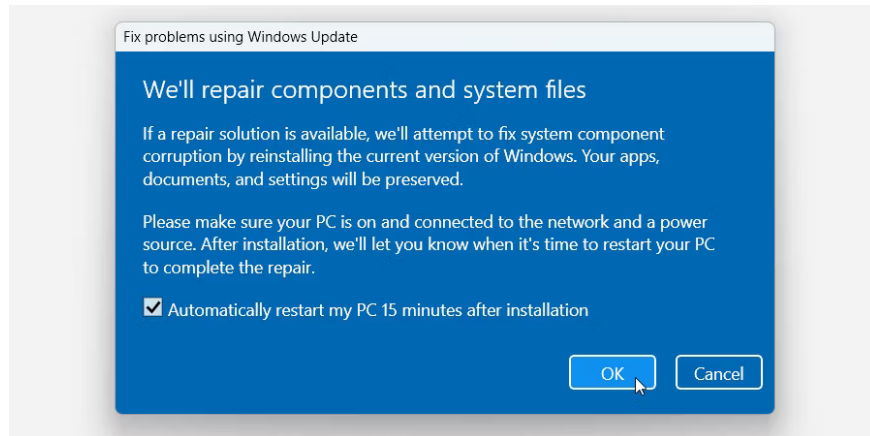 Fix problems using Windows Update
We'll repair components and system files
If a repair solution is available, we'll attempt to fix system component
corruption by reinstalling the current version of Windows. Your apps,
documents, and settings will be preserved.
Please make sure your PC is on and connected to the network and a power
source. After installation, we'll let you know when it's time to restart your PC
to complete the repair.
Automatically restart my PC 15 minutes after installation
OK Cancel